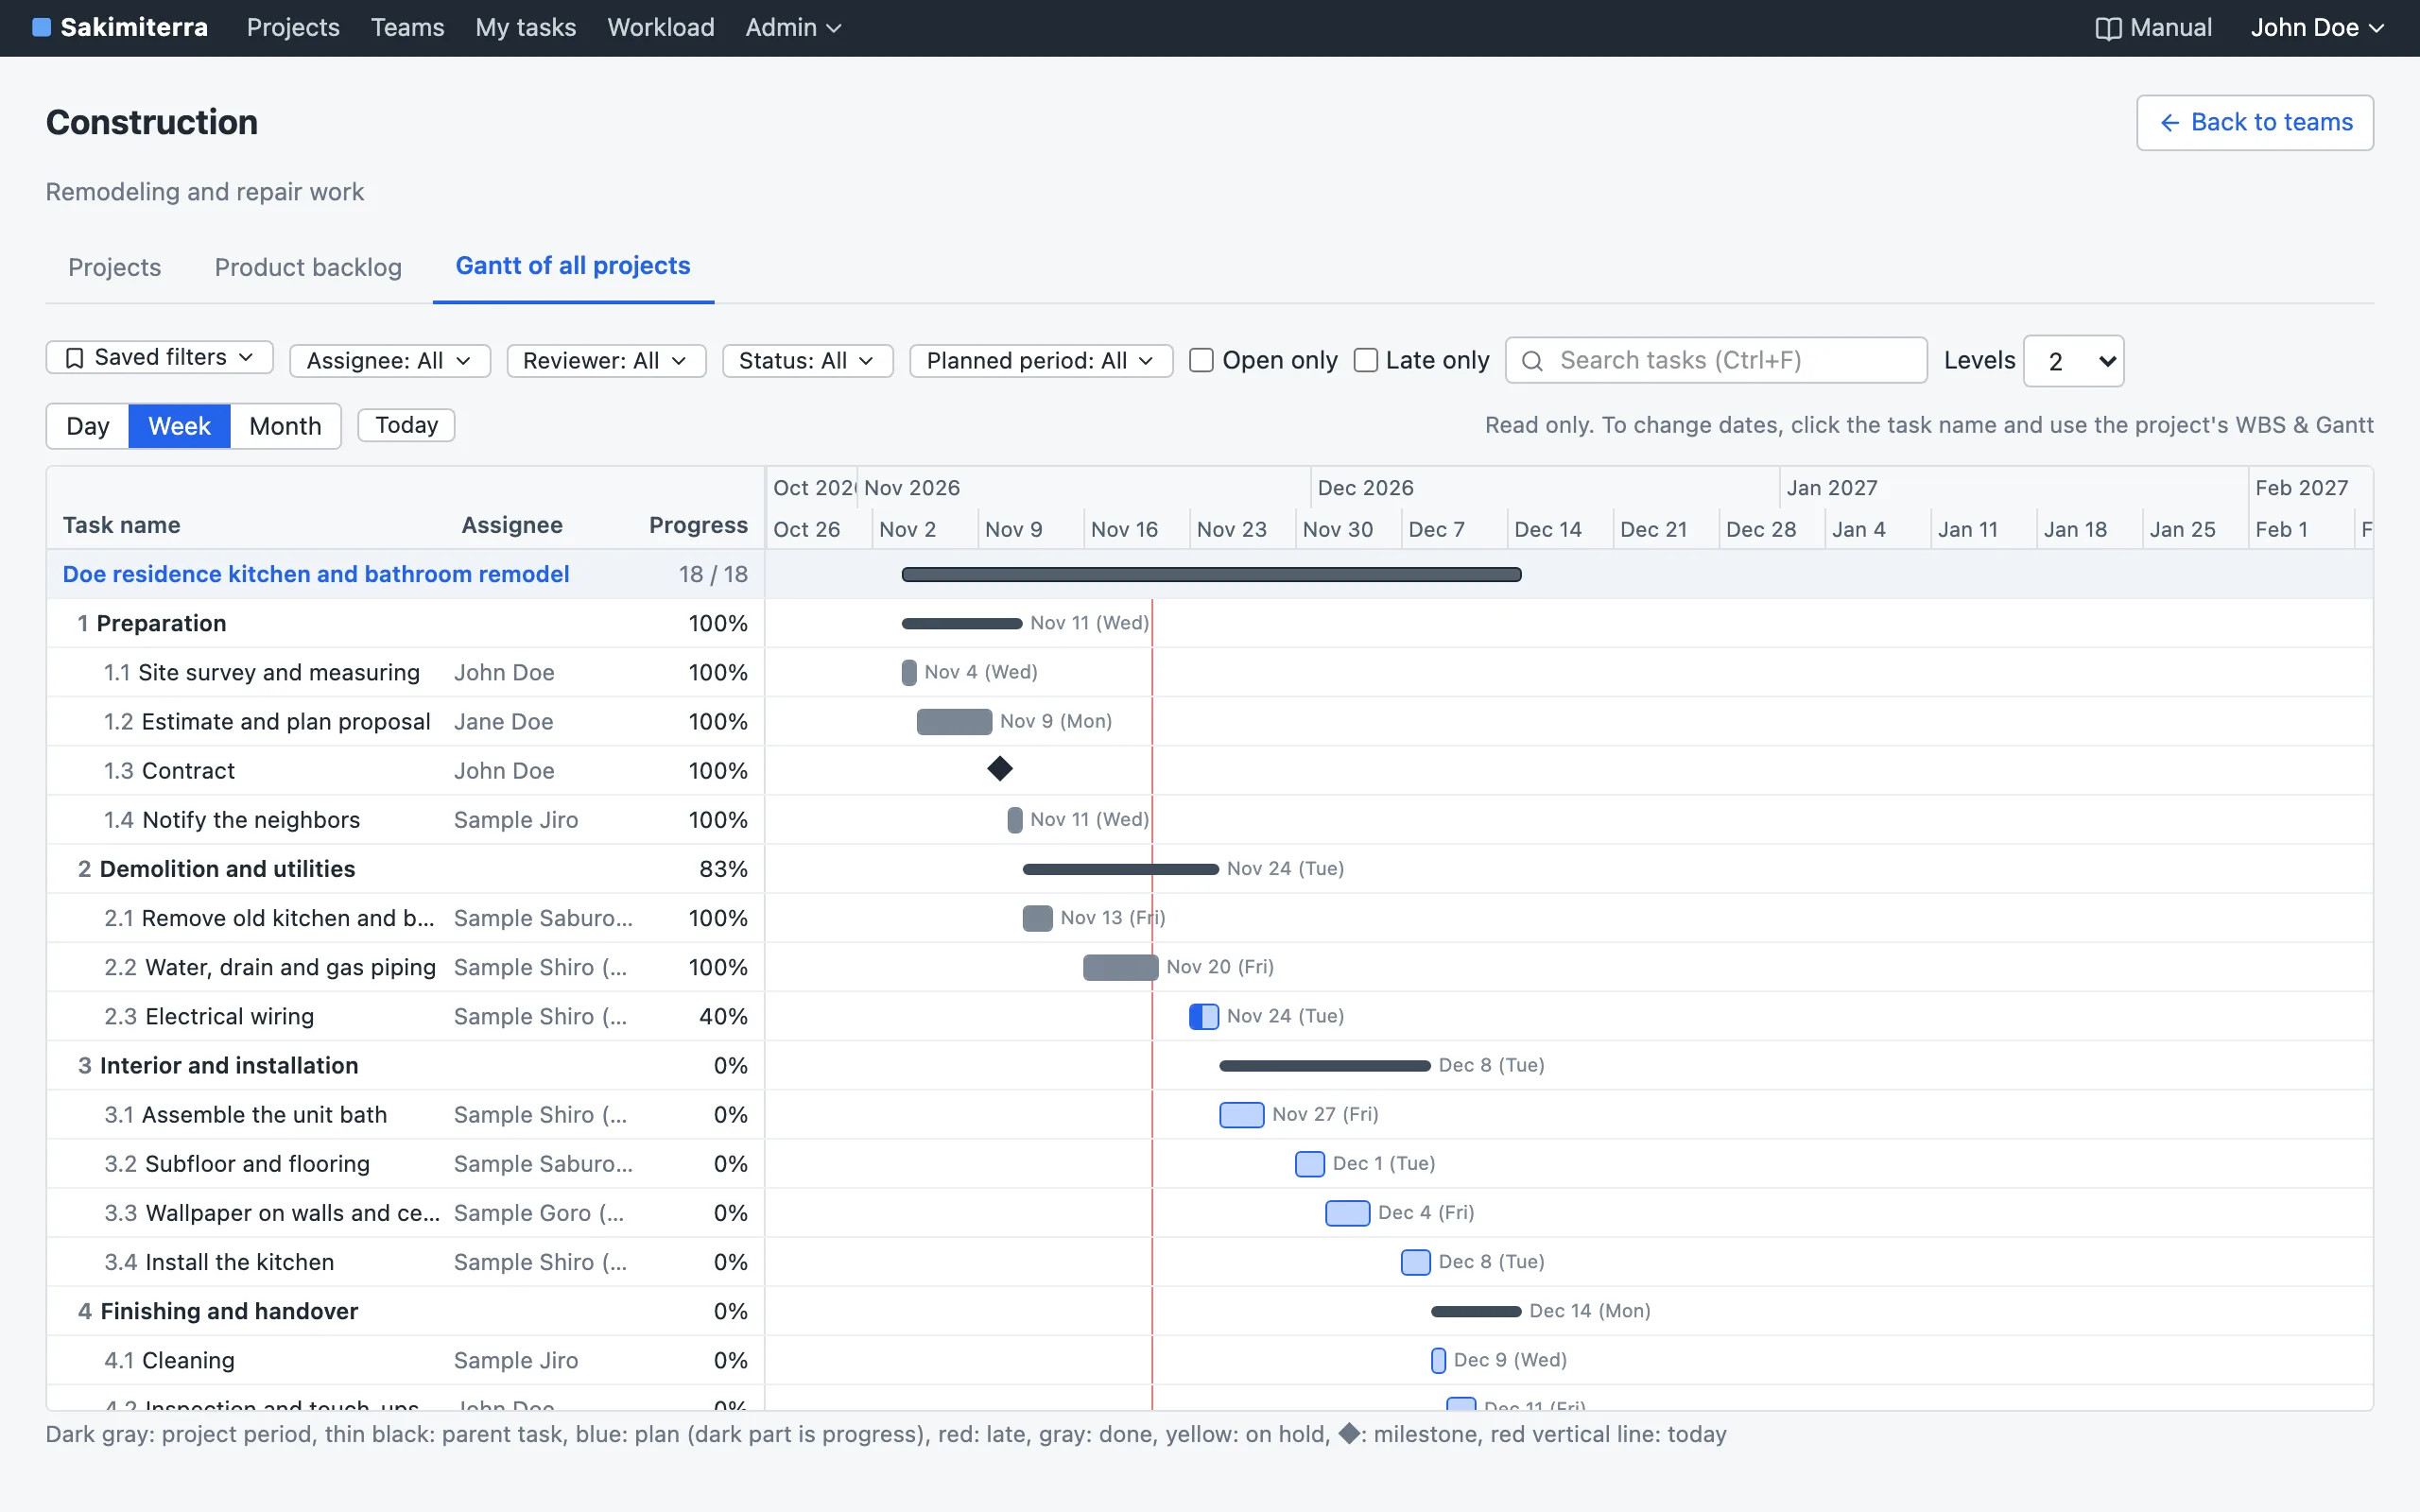 Sakimiterra Projects Teams My tasks Workload Admin Manual John Doe
Construction
Back to teams
Remodeling and repair work
Projects Product backlog Gantt of all projects
Saved filters Assignee: All Reviewer: All Status: All Planned period: All Open only Late only Search tasks (Ctrl+F) Levels 2
Day Week Month Today Read only. To change dates, click the task name and use the project's WBS & Gantt
Oct 202 Nov 2026 Dec 2026 Jan 2027 Feb 2027
Task name Assignee Progress Oct 26 Nov 2 Nov 9 Nov 16 Nov 23 Nov 30 Dec 7 Dec 14 Dec 21 Dec 28 Jan 4 Jan 11 Jan 18 Jan 25 Feb 1 F
Doe residence kitchen and bathroom remodel 18 / 18
1 Preparation 100% Nov 11 (Wed)
1.1 Site survey and measuring John Doe 100% Nov 4 (Wed)
1.2 Estimate and plan proposal Jane Doe 100% Nov 9 (Mon)
1.3 Contract John Doe 100%
1.4 Notify the neighbors Sample Jiro 100% Nov 11 (Wed)
2 Demolition and utilities 83% Nov 24 (Tue)
2.1 Remove old kitchen and b... Sample Saburo... 100% Nov 13 (Fri)
2.2 Water, drain and gas piping Sample Shiro (... 100% Nov 20 (Fri)
2.3 Electrical wiring Sample Shiro (... 40% Nov 24 (Tue)
3 Interior and installation 0% Dec 8 (Tue)
3.1 Assemble the unit bath Sample Shiro (... 0% Nov 27 (Fri)
3.2 Subfloor and flooring Sample Saburo... 0% Dec 1 (Tue)
3.3 Wallpaper on walls and ce... Sample Goro (... 0% Dec 4 (Fri)
3.4 Install the kitchen Sample Shiro (... 0% Dec 8 (Tue)
4 Finishing and handover 0% Dec 14 (Mon)
4.1 Cleaning Sample Jiro 0% Dec 9 (Wed)
4.2 Inspection and touch-ups John Doe 0% Dec 11 (Fri)
Dark gray: project period, thin black: parent task, blue: plan (dark part is progress), red: late, gray: done, yellow: on hold, ◆: milestone, red vertical line: today